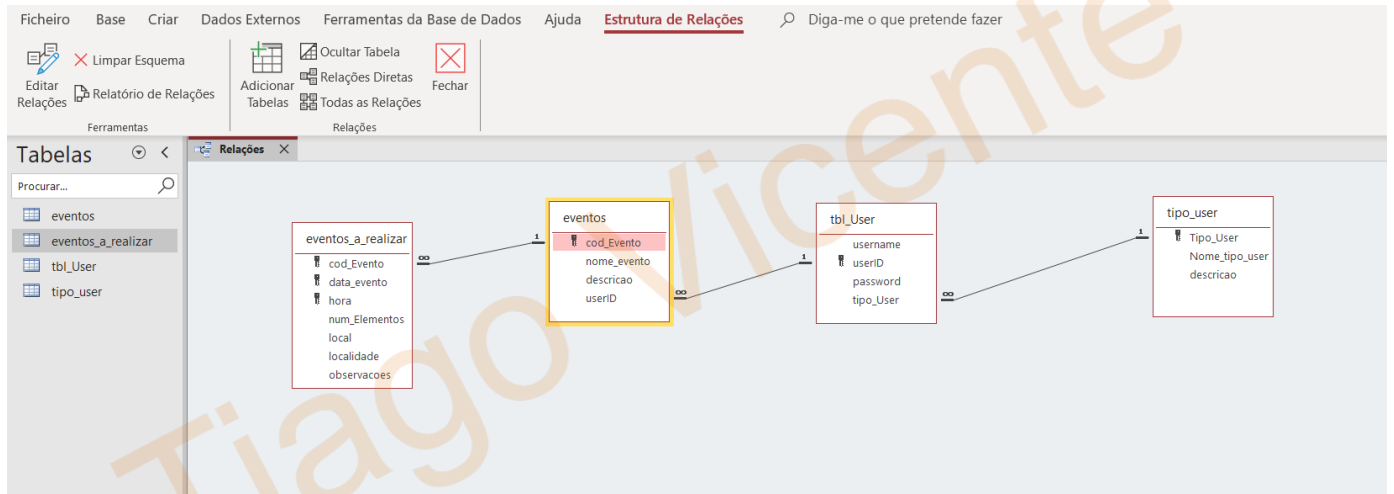 Ficheiro Base Criar Dados Externos Ferramentas da Base de Dados Ajuda Estrutura de Relações Diga-me o que pretende fazer
Editar Relações
Limpar Esquema
Relatório de Relações
Ferramentas
Adicionar Tabelas
Ocultar Tabela
Relações Diretas
Todas as Relações
Fechar
Relações
Tabelas
Procurar...
eventos
eventos_a_realizar
tbl_User
tipo_user
Relações
eventos_a_realizar
cod_Evento
data_evento
hora
num_Elementos
local
localidade
observacoes
∞
1
eventos
cod_Evento
nome_evento
descricao
userID
∞
1
tbl_User
username
userID
password
tipo_User
∞
1
tipo_user
Tipo_User
Nome_tipo_user
descricao
Tiago Vicente